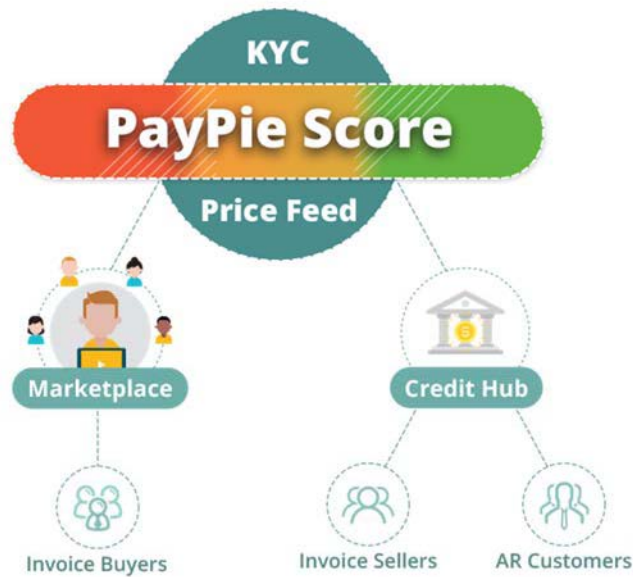 KYC
PayPie Score
Price Feed
Marketplace
Credit Hub
Invoice Buyers
Invoice Sellers
AR Customers